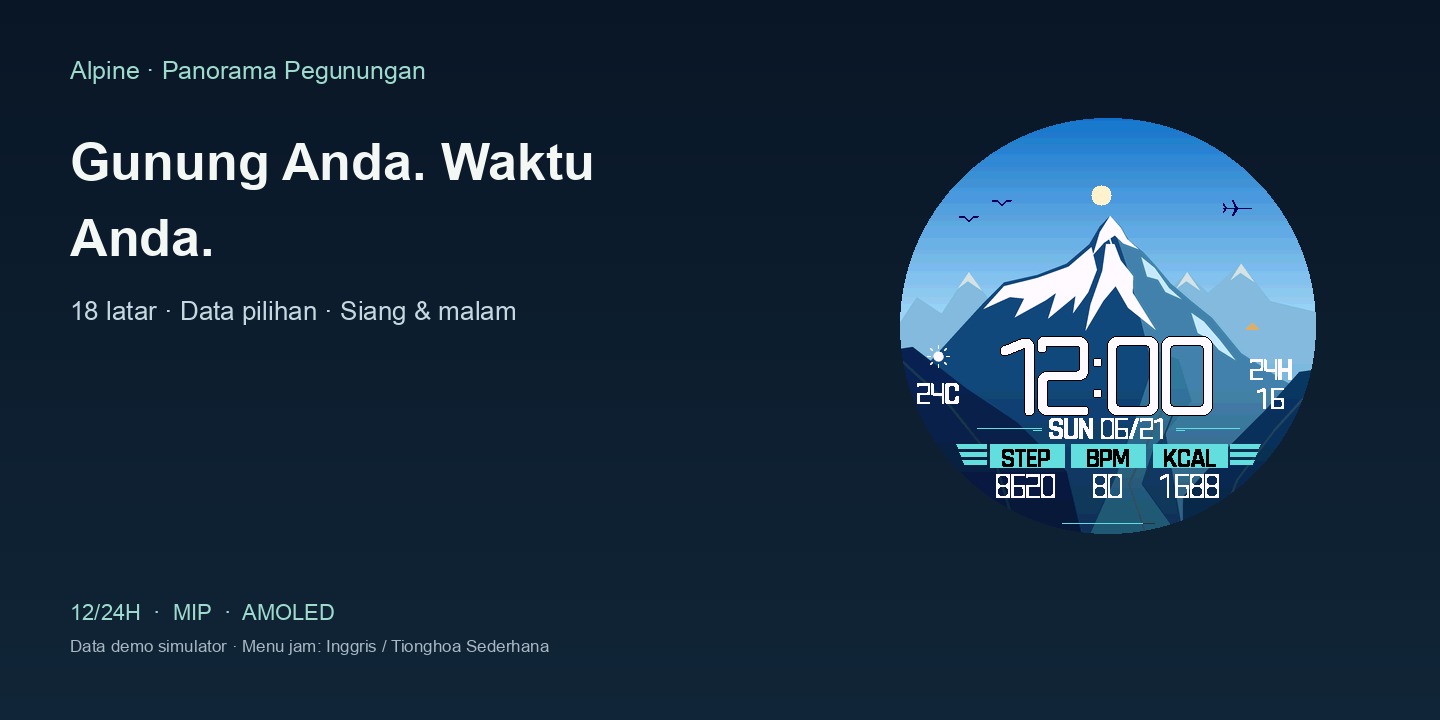 Alpine · Panorama Pegunungan
Gunung Anda. Waktu
Anda.
18 latar · Data pilihan · Siang & malam
12:00
24C
24H
16
SUN 06/21
STEP BPM KCAL
8620 80 1688
12/24H · MIP · AMOLED
Data demo simulator · Menu jam: Inggris / Tionghoa Sederhana